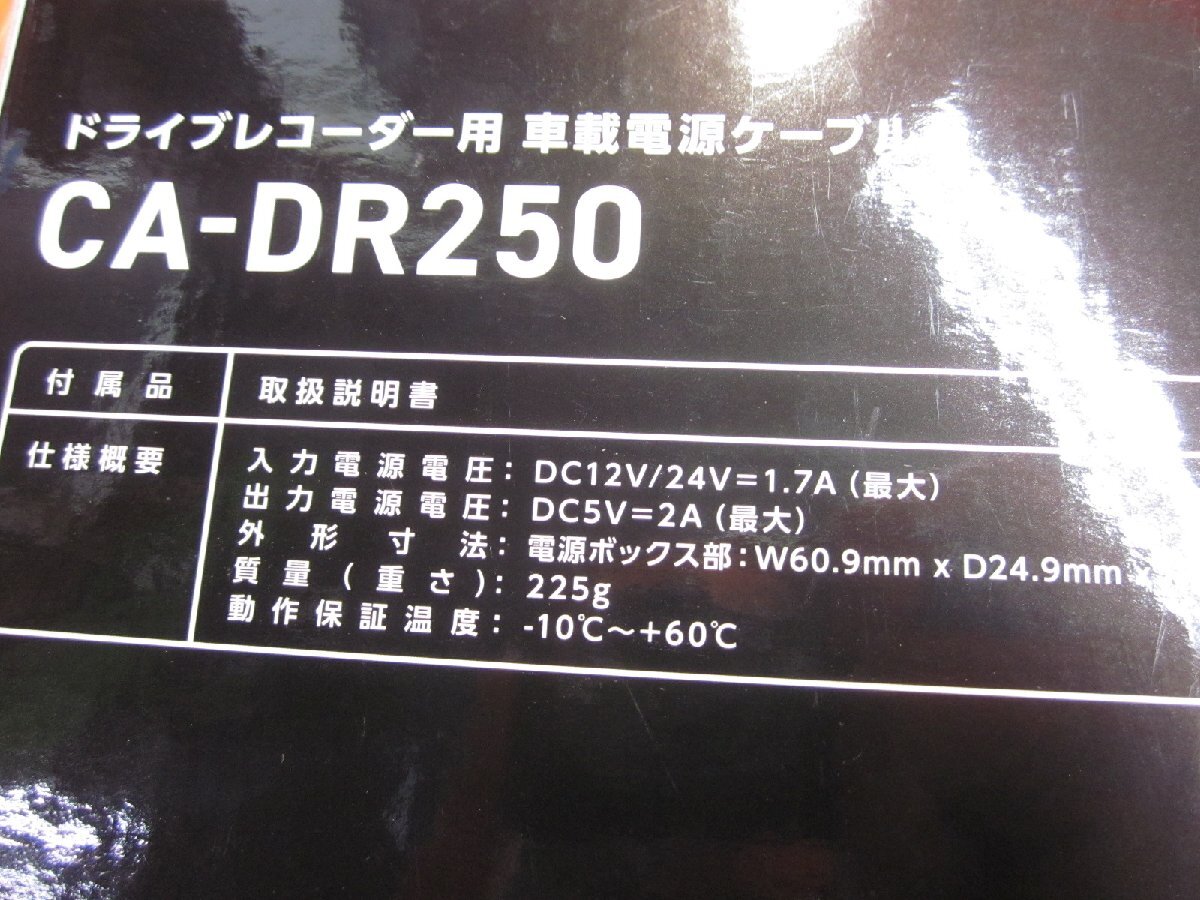 ドライブレコーダー用 車載電源ケーブル
CA-DR250
付属品 取扱説明書
仕様概要 入力電源電圧: DC12V/24V=1.7A(最大)
出力電源電圧: DC5V=2A(最大)
外形寸法: 電源ボックス部:W60.9mm x D24.9mm x
質量(重さ): 225g
動作保証温度: -10℃～+60℃